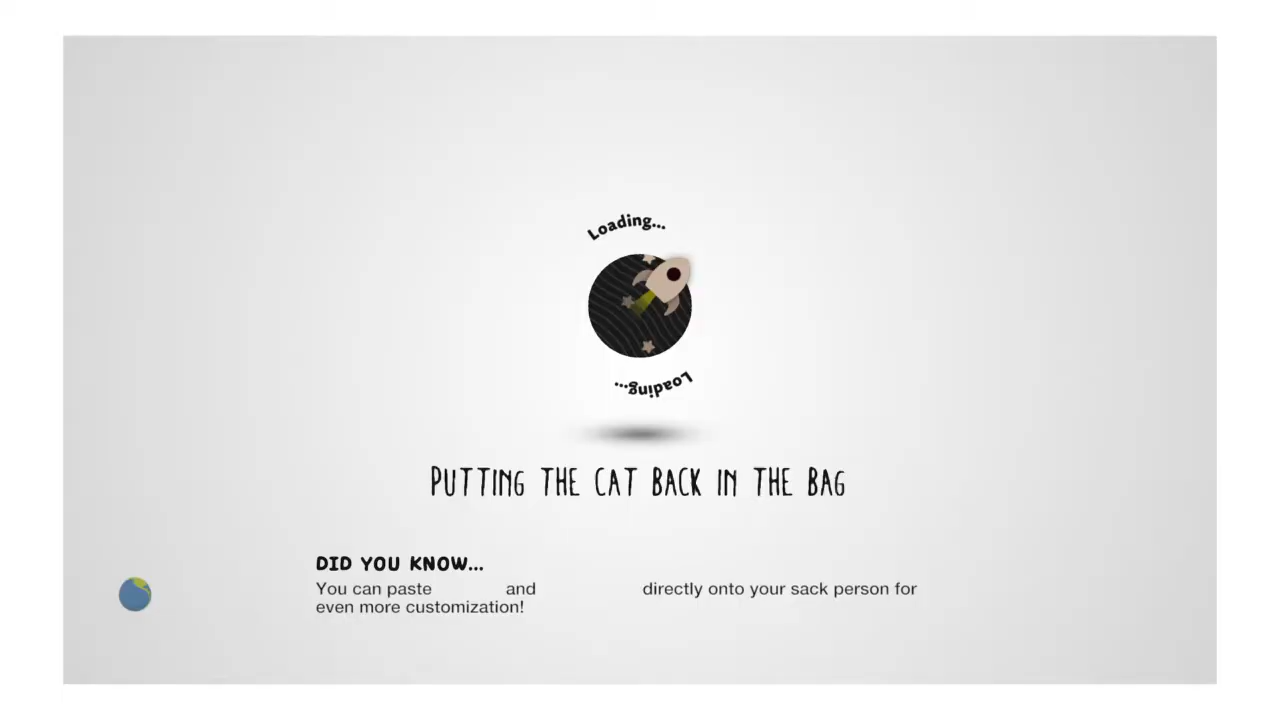 Loading...
Loading...
PUTTING THE CAT BACK IN THE BAG
DID YOU KNOW...
You can paste and directly onto your sack person for
even more customization!